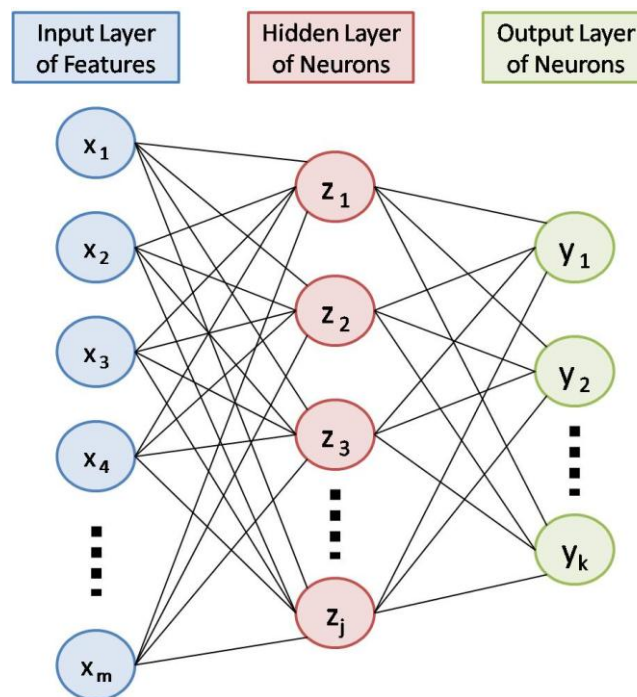 Input Layer
of Features
Hidden Layer
of Neurons
Output Layer
of Neurons
x₁
x₂
x₃
x₄
xₘ
z₁
z₂
z₃
zⱼ
y₁
y₂
yₖ